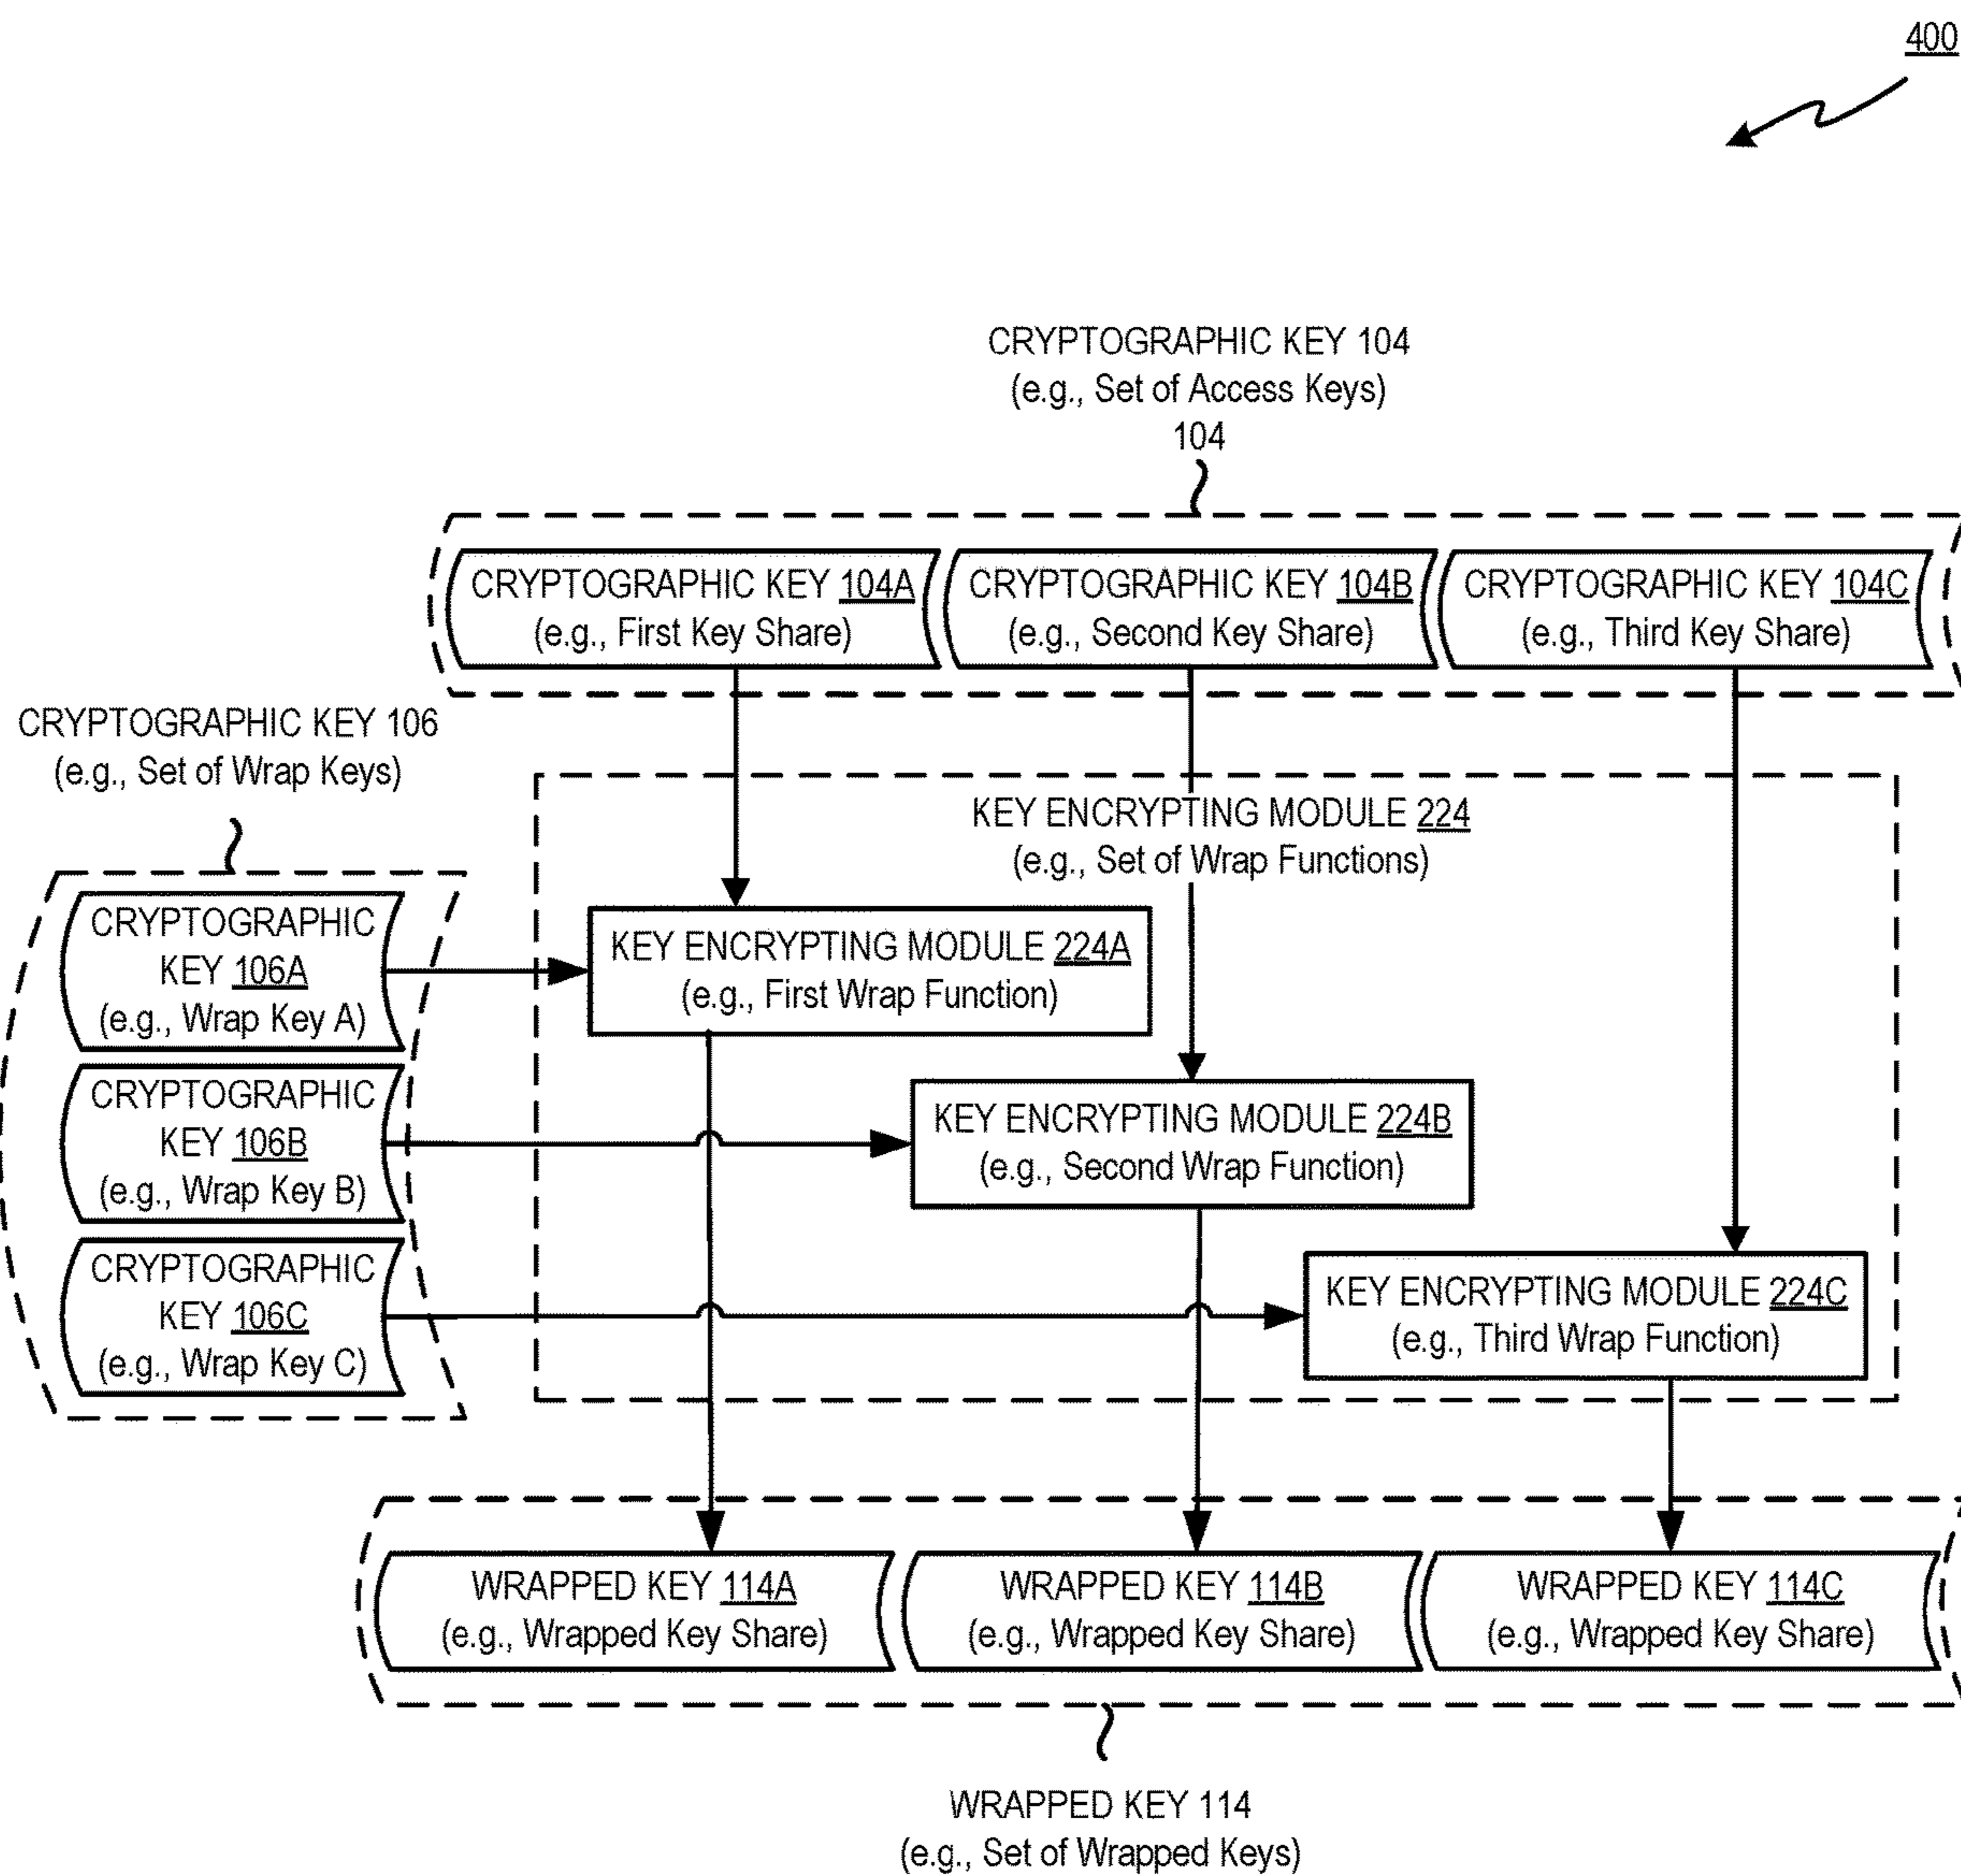 400
CRYPTOGRAPHIC KEY 104
(e.g., Set of Access Keys)
104
CRYPTOGRAPHIC KEY 104A
(e.g., First Key Share)
CRYPTOGRAPHIC KEY 104B
(e.g., Second Key Share)
CRYPTOGRAPHIC KEY 104C
(e.g., Third Key Share)
CRYPTOGRAPHIC KEY 106
(e.g., Set of Wrap Keys)
KEY ENCRYPTING MODULE 224
(e.g., Set of Wrap Functions)
CRYPTOGRAPHIC
KEY 106A
(e.g., Wrap Key A)
KEY ENCRYPTING MODULE 224A
(e.g., First Wrap Function)
CRYPTOGRAPHIC
KEY 106B
(e.g., Wrap Key B)
KEY ENCRYPTING MODULE 224B
(e.g., Second Wrap Function)
CRYPTOGRAPHIC
KEY 106C
(e.g., Wrap Key C)
KEY ENCRYPTING MODULE 224C
(e.g., Third Wrap Function)
WRAPPED KEY 114A
(e.g., Wrapped Key Share)
WRAPPED KEY 114B
(e.g., Wrapped Key Share)
WRAPPED KEY 114C
(e.g., Wrapped Key Share)
WRAPPED KEY 114
(e.g., Set of Wrapped Keys)